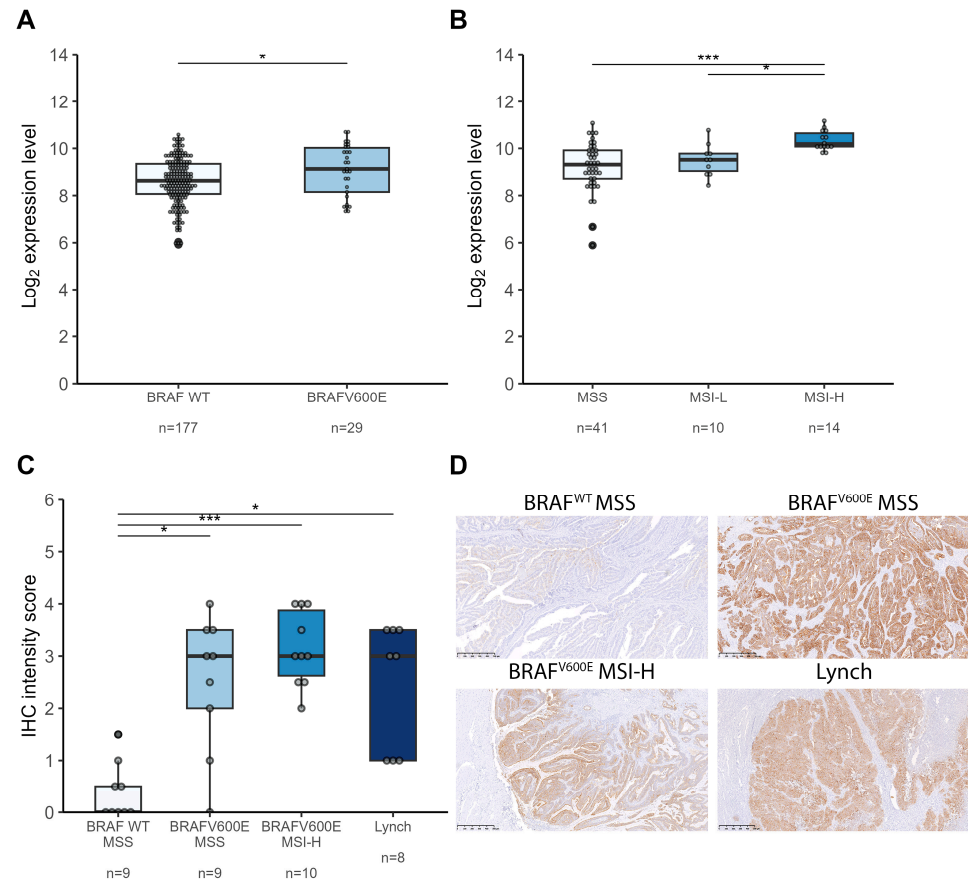 A
14
12
10
8
6
4
2
0
Log2 expression level
*
BRAF WT
BRAFV600E
n=177
n=29
B
14
12
10
8
6
4
2
0
Log2 expression level
***
*
MSS
MSI-L
MSI-H
n=41
n=10
n=14
C
6
5
4
3
2
1
0
IHC intensity score
*
***
*
BRAF WT
MSS
BRAFV600E
MSS
BRAFV600E
MSI-H
Lynch
n=9
n=9
n=10
n=8
D
BRAFWT MSS
BRAFV600E MSS
BRAFV600E MSI-H
Lynch